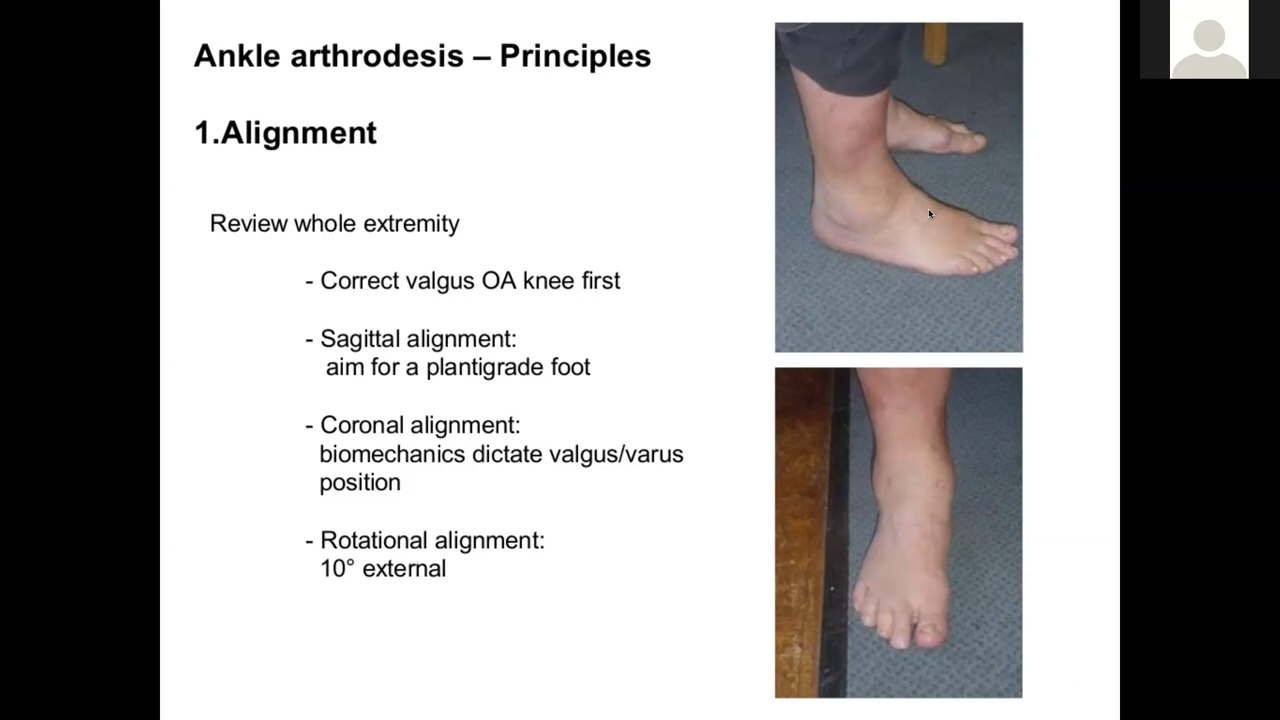 Ankle arthrodesis – Principles
1.Alignment
Review whole extremity
- Correct valgus OA knee first
- Sagittal alignment:
aim for a plantigrade foot
- Coronal alignment:
biomechanics dictate valgus/varus
position
- Rotational alignment:
10° external